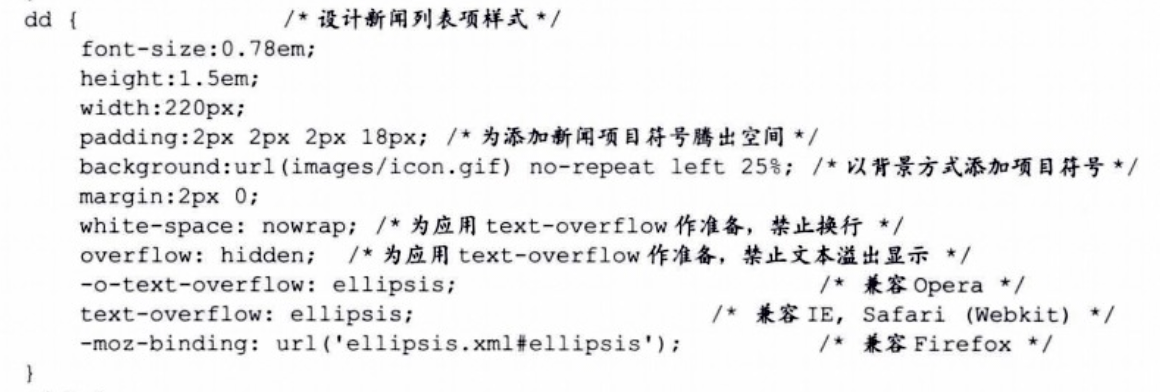 dd {                /* 设计新闻列表项样式 */
    font-size:0.78em;
    height:1.5em;
    width:220px;
    padding:2px 2px 2px 18px; /* 为添加新闻项目符号腾出空间 */
    background:url(images/icon.gif) no-repeat left 25%; /* 以背景方式添加项目符号 */
    margin:2px 0;
    white-space: nowrap; /* 为应用 text-overflow 作准备，禁止换行 */
    overflow: hidden;  /* 为应用 text-overflow 作准备，禁止文本溢出显示 */
    -o-text-overflow: ellipsis;                          /* 兼容 Opera */
    text-overflow: ellipsis;                     /* 兼容 IE, Safari (Webkit) */
    -moz-binding: url('ellipsis.xml#ellipsis');          /* 兼容 Firefox */
}